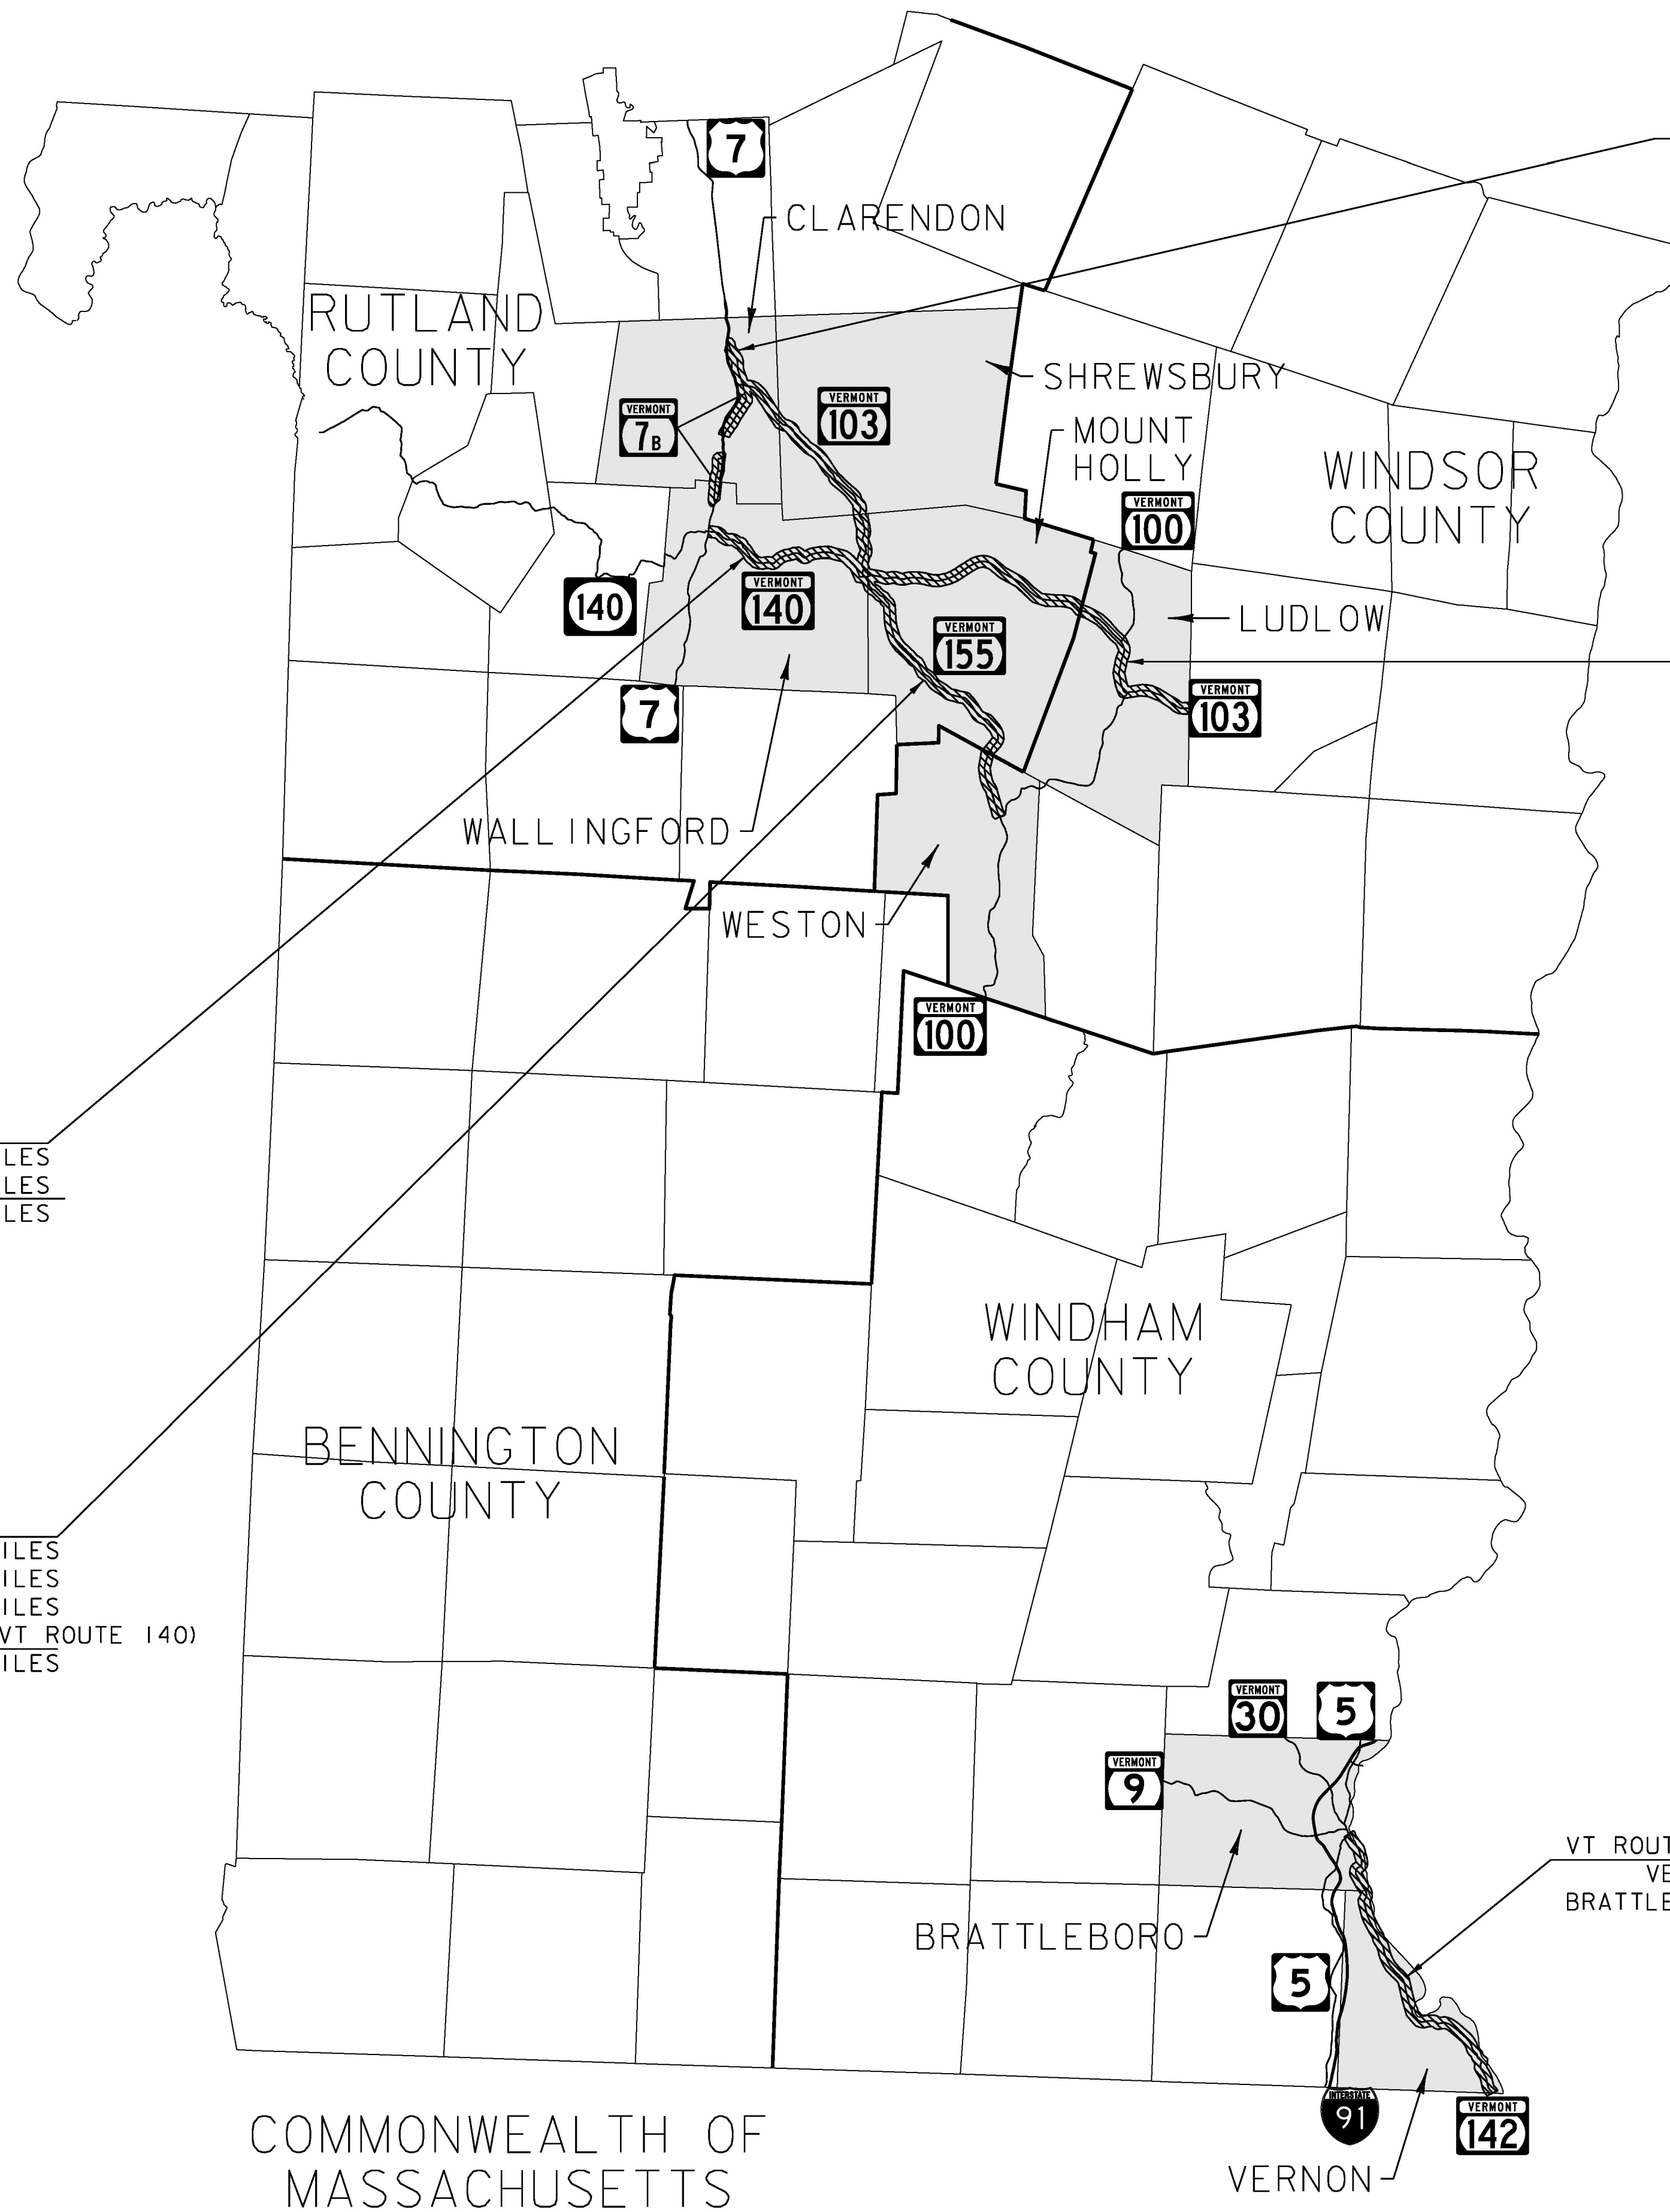 7
CLARENDON
RUTLAND
COUNTY
SHREWSBURY
VERMONT
7B
VERMONT
103
MOUNT
HOLLY
WINDSOR
COUNTY
VERMONT
100
140
VERMONT
140
VERMONT
155
LUDLOW
7
VERMONT
103
WALLINGFORD
WESTON
VERMONT
100
LES
LES
LES
WINDHAM
COUNTY
BENNINGTON
COUNTY
ILES
ILES
ILES
VT ROUTE 140)
ILES
VERMONT
30
5
VERMONT
9
VT ROUT
VE
BRATTLE
BRATTLEBORO
5
INTERSTATE
91
VERMONT
142
COMMONWEALTH OF
MASSACHUSETTS
VERNON